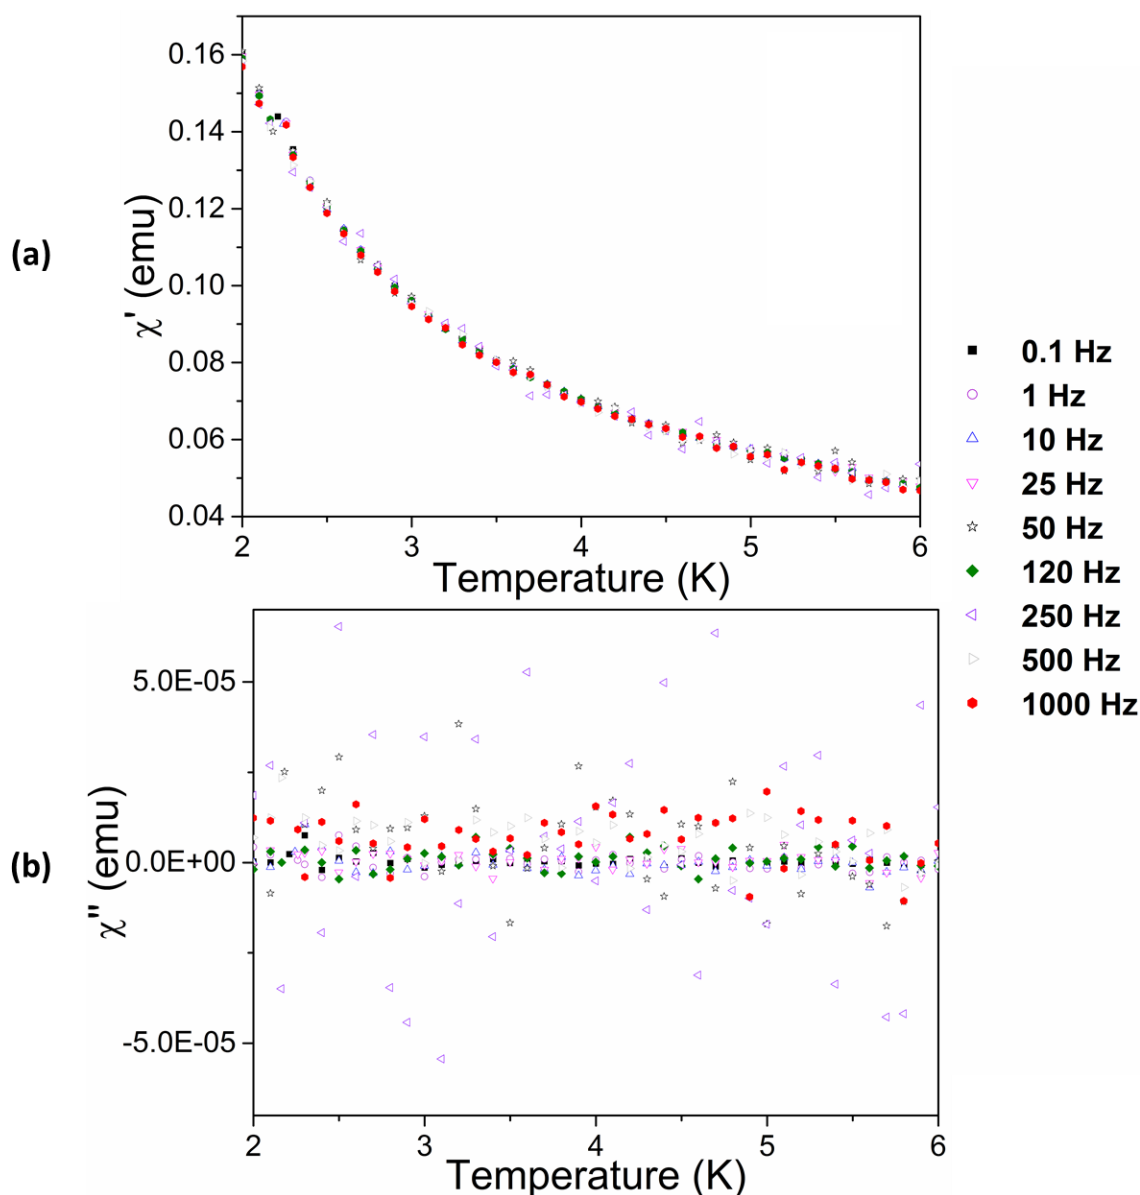 (a)
χ' (emu)
0.16
0.14
0.12
0.10
0.08
0.06
0.04
2 3 4 5 6
Temperature (K)
0.1 Hz
1 Hz
10 Hz
25 Hz
50 Hz
120 Hz
250 Hz
500 Hz
1000 Hz
(b)
χ'' (emu)
5.0E-05
0.0E+00
-5.0E-05
2 3 4 5 6
Temperature (K)